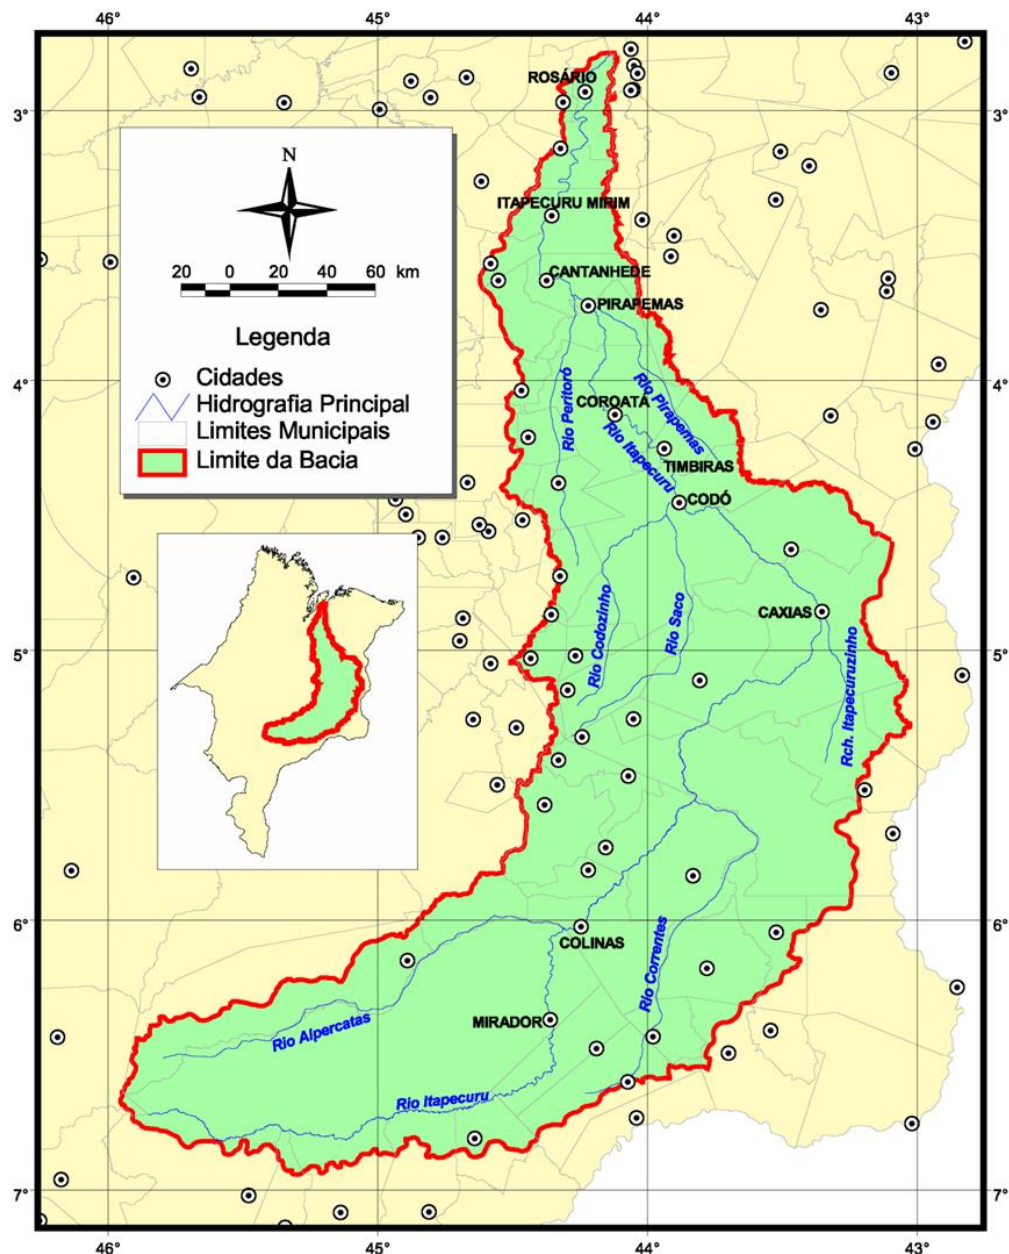 46°
45°
44°
43°
3°
3°
ROSÁRIO
N
ITAPECURU MIRIM
20 0 20 40 60 km
CANTANHEDE
PIRAPEMAS
Legenda
Cidades
Hidrografia Principal
Limites Municipais
Limite da Bacia
4°
4°
Rio Peritoró
Rio Pirapemas
COROATÁ
Rio Itapecuru
TIMBIRAS
CODÓ
Rio Codozinho
Rio Saco
CAXIAS
Rch. Itapecuruzinho
5°
5°
6°
6°
COLINAS
Rio Correntes
MIRADOR
Rio Alpercatas
Rio Itapecuru
7°
7°
46°
45°
44°
43°